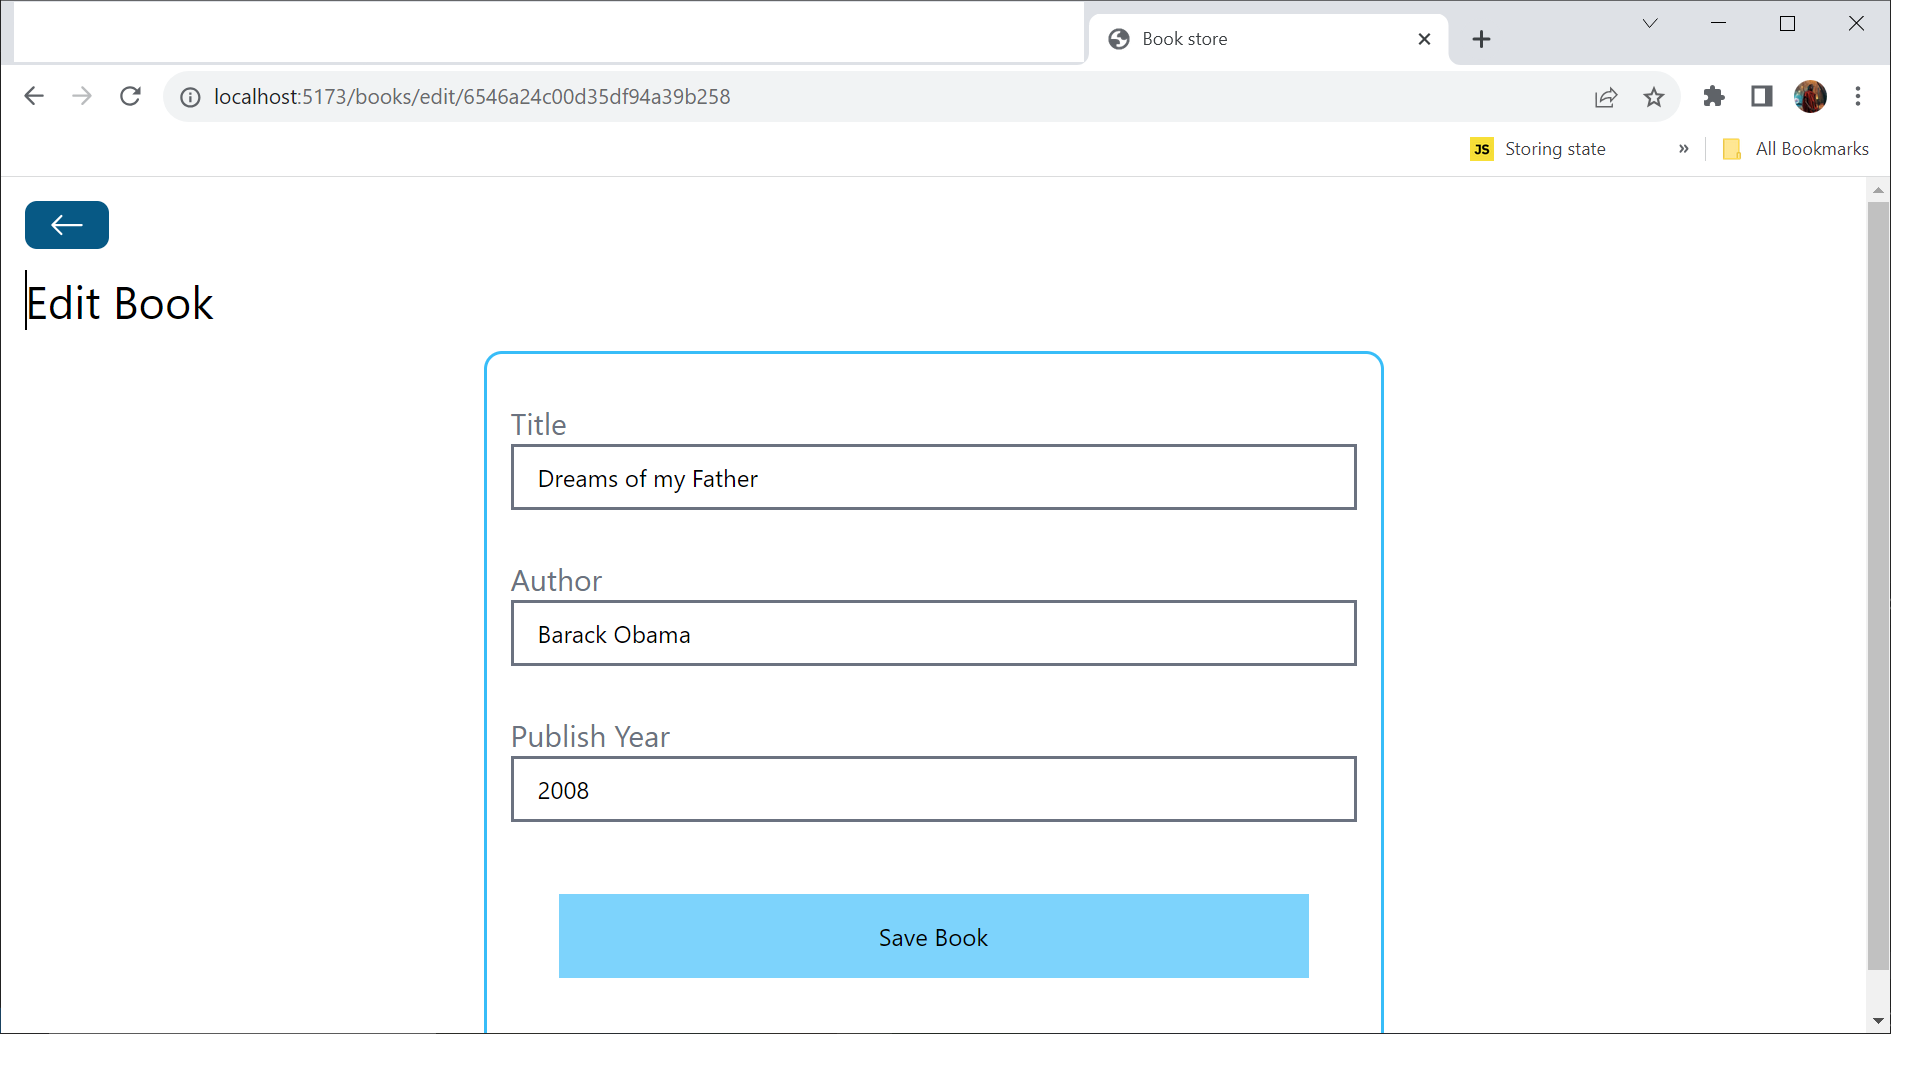 Book store
localhost:5173/books/edit/6546a24c00d35df94a39b258
JS Storing state » All Bookmarks
Edit Book
Title
Dreams of my Father
Author
Barack Obama
Publish Year
2008
Save Book